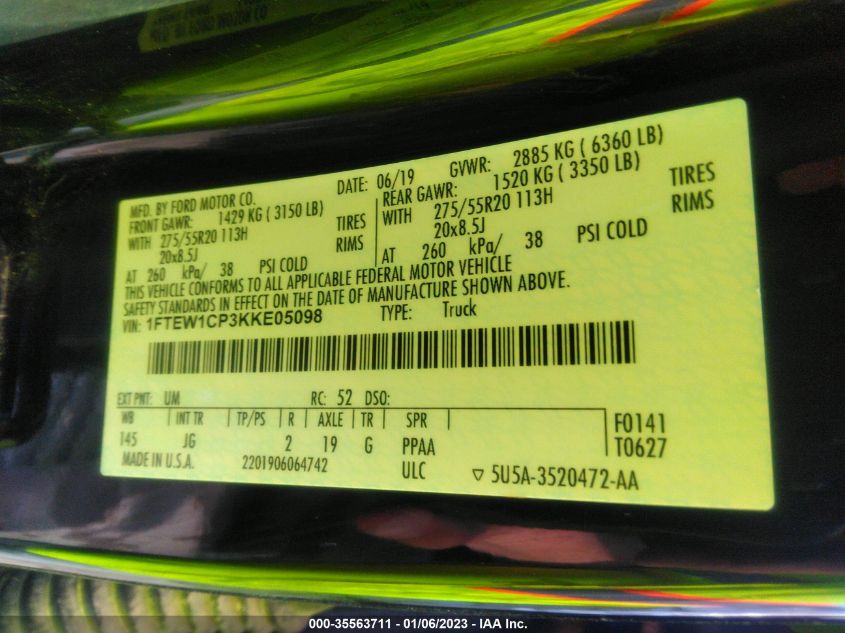 MFD. BY FORD MOTOR CO.
DATE: 06/19 GVWR: 2885 KG ( 6360 LB)
FRONT GAWR: 1429 KG ( 3150 LB)
WITH 275/55R20 113H TIRES
20x8.5J RIMS
AT 260 kPa/ 38 PSI COLD
REAR GAWR: 1520 KG ( 3350 LB)
WITH 275/55R20 113H TIRES
20x8.5J RIMS
AT 260 kPa/ 38 PSI COLD
THIS VEHICLE CONFORMS TO ALL APPLICABLE FEDERAL MOTOR VEHICLE
SAFETY STANDARDS IN EFFECT ON THE DATE OF MANUFACTURE SHOWN ABOVE.
VIN: 1FTEW1CP3KKE05098 TYPE: Truck
EXT PNT: UM RC: 52 DSO:
WB INT TR TP/PS R AXLE TR SPR F0141
145 JG 2 19 G PPAA T0627
MADE IN U.S.A. 2201906064742 ULC ▽ 5U5A-3520472-AA
000-35563711 - 01/06/2023 - IAA Inc.